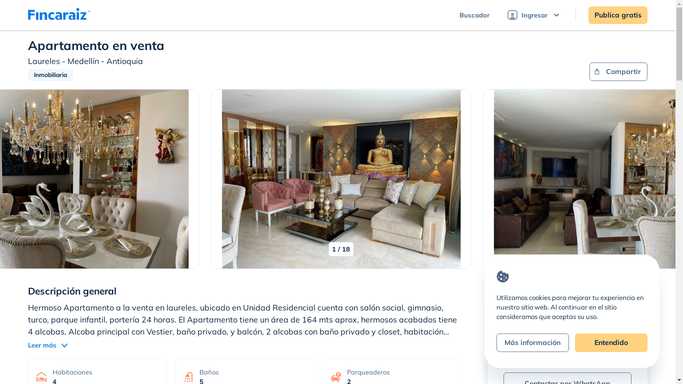 Fincaraiz
Buscador
Ingresar
Publica gratis
Apartamento en venta
Laureles - Medellín - Antioquia
Inmobiliaria
Compartir
1 / 18
Descripción general
Hermoso Apartamento a la venta en laureles, ubicado en Unidad Residencial cuenta con salón social, gimnasio,
turco, parque infantil, portería 24 horas. El Apartamento tiene un área de 164 mts aprox, hermosos acabados tiene
4 alcobas. Alcoba principal con Vestier, baño privado, y balcón, 2 alcobas con baño privado y closet, habitación...
Leer más
Habitaciones
4
Baños
5
Parqueaderos
2
Utilizamos cookies para mejorar tu experiencia en
nuestro sitio web. Al continuar en el sitio
consideramos que aceptas su uso.
Más información
Entendido
Contactar por WhatsApp